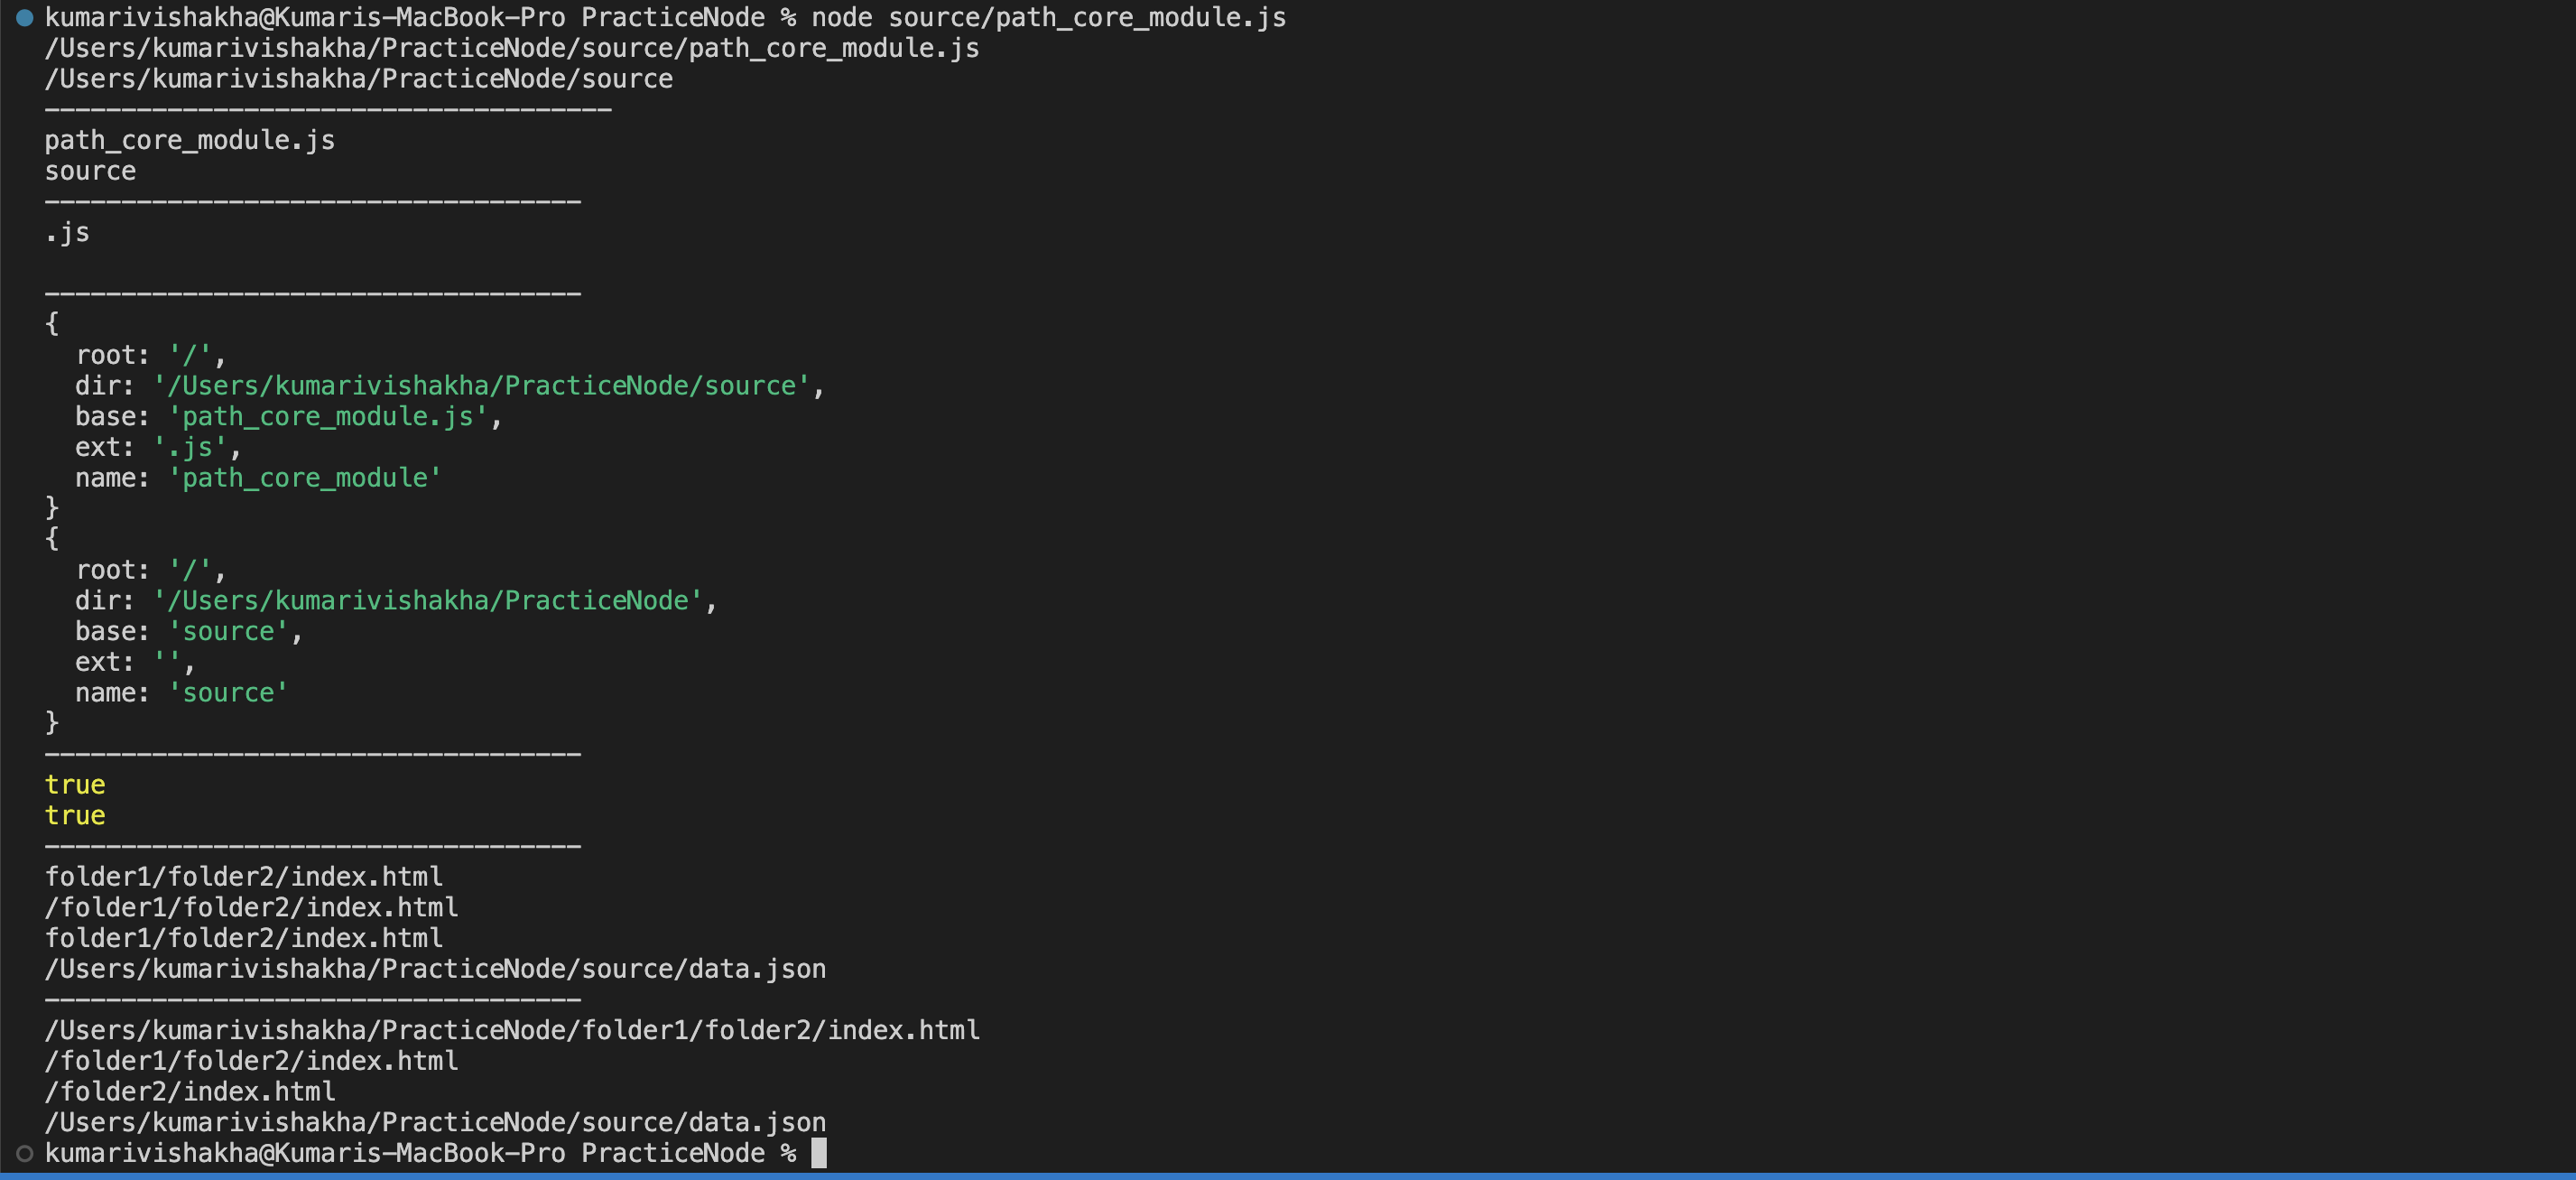 kumarivishakha@Kumaris-MacBook-Pro PracticeNode % node source/path_core_module.js
/Users/kumarivishakha/PracticeNode/source/path_core_module.js
/Users/kumarivishakha/PracticeNode/source
-------------------------------------
path_core_module.js
source
-----------------------------------
.js
-----------------------------------
{
  root: '/',
  dir: '/Users/kumarivishakha/PracticeNode/source',
  base: 'path_core_module.js',
  ext: '.js',
  name: 'path_core_module'
}
{
  root: '/',
  dir: '/Users/kumarivishakha/PracticeNode',
  base: 'source',
  ext: '',
  name: 'source'
}
-----------------------------------
true
true
-----------------------------------
folder1/folder2/index.html
/folder1/folder2/index.html
folder1/folder2/index.html
/Users/kumarivishakha/PracticeNode/source/data.json
-----------------------------------
/Users/kumarivishakha/PracticeNode/folder1/folder2/index.html
/folder1/folder2/index.html
/folder2/index.html
/Users/kumarivishakha/PracticeNode/source/data.json
kumarivishakha@Kumaris-MacBook-Pro PracticeNode %